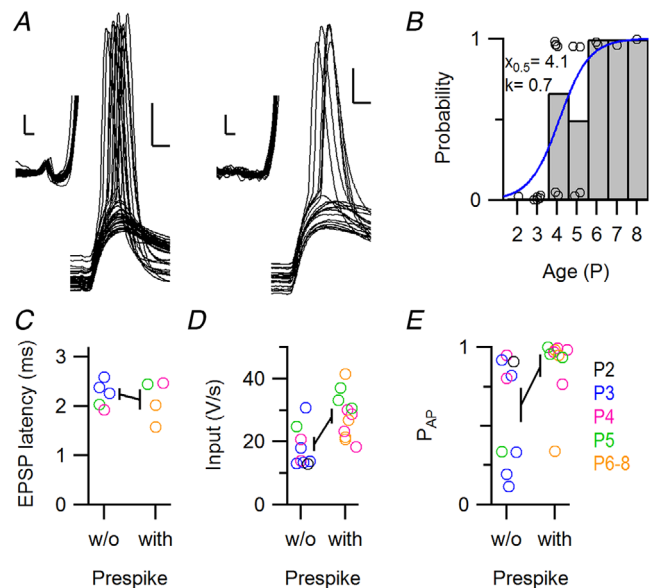 A
B
Probability
1
0
x0.5= 4.1
k= 0.7
2 3 4 5 6 7 8
Age (P)
C
EPSP latency (ms)
3
2
1
0
w/o with
Prespike
D
Input (V/s)
40
20
0
w/o with
Prespike
E
PAP
1
0
w/o with
Prespike
P2
P3
P4
P5
P6-8